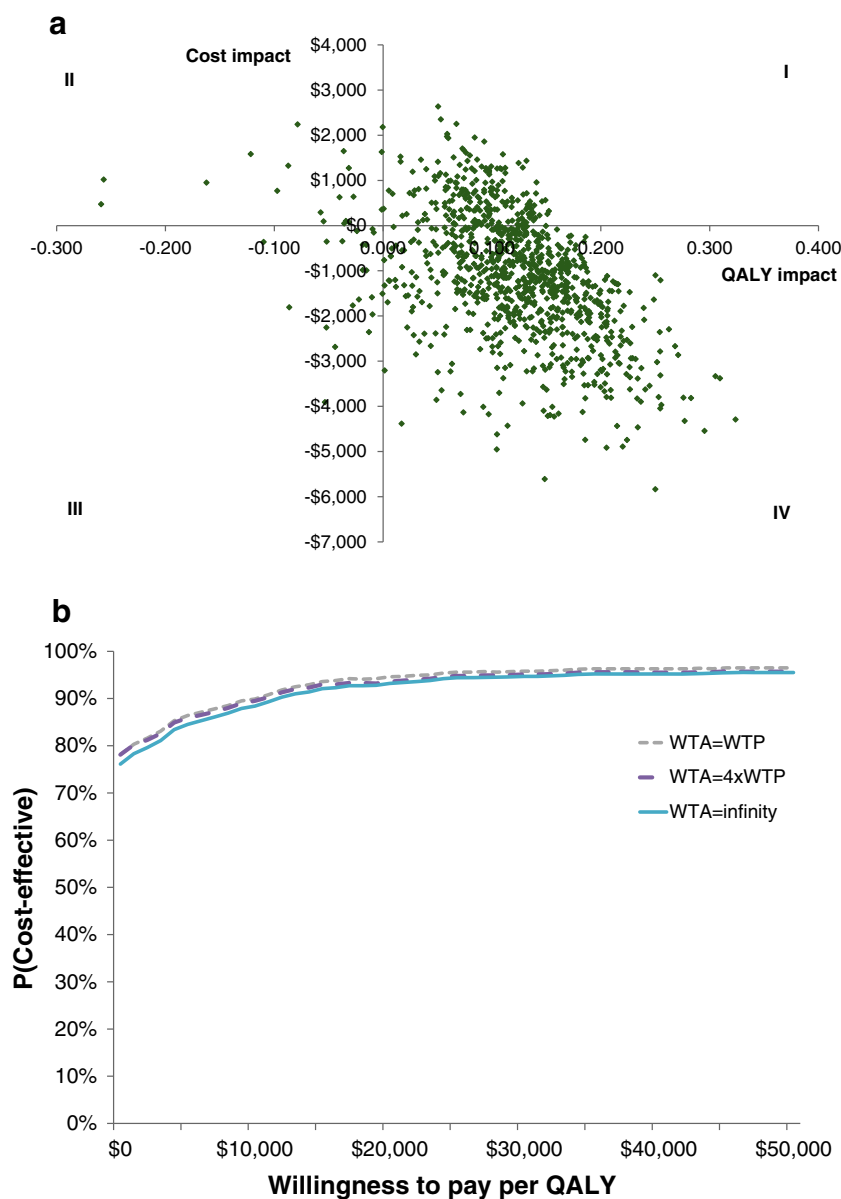 a
Cost impact
$4,000
I
II
$3,000
$2,000
$1,000
$0
-0.300 -0.200 -0.100 0.000 0.100 0.200 0.300 0.400
-$1,000
QALY impact
-$2,000
-$3,000
-$4,000
-$5,000
-$6,000
-$7,000
III
IV
b
100%
90%
80%
70%
60%
50%
40%
30%
20%
10%
0%
P(Cost-effective)
WTA=WTP
WTA=4xWTP
WTA=infinity
$0 $10,000 $20,000 $30,000 $40,000 $50,000
Willingness to pay per QALY